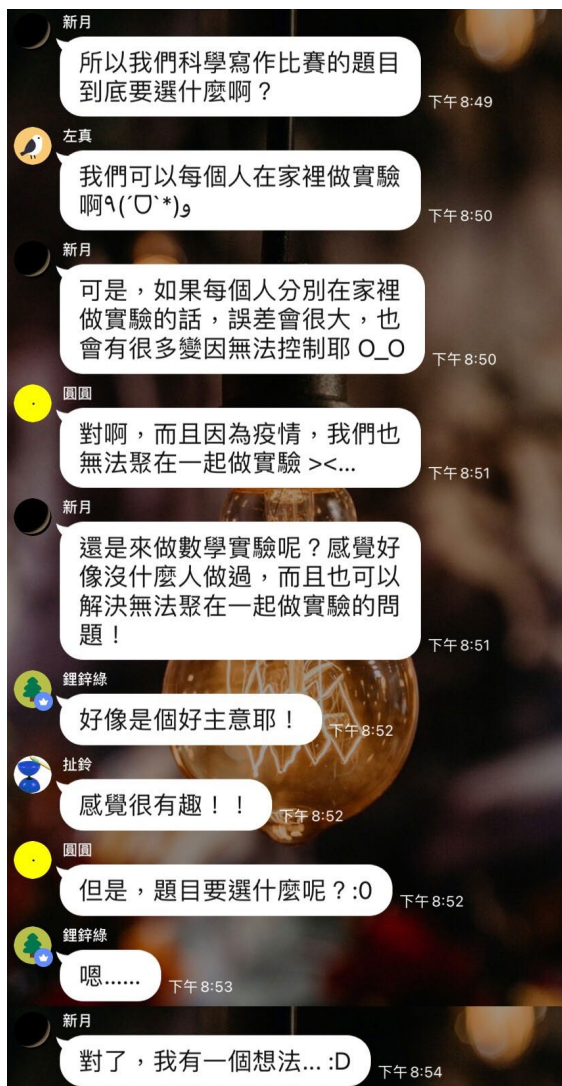 新月
所以我們科學寫作比賽的題目
到底要選什麼啊？
下午 8:49
左真
我們可以每個人在家裡做實驗
啊٩(ˊᗜˋ*)و
下午 8:50
新月
可是，如果每個人分別在家裡
做實驗的話，誤差會很大，也
會有很多變因無法控制耶 O_O
下午 8:50
圓圓
對啊，而且因為疫情，我們也
無法聚在一起做實驗 ><...
下午 8:51
新月
還是來做數學實驗呢？感覺好
像沒什麼人做過，而且也可以
解決無法聚在一起做實驗的問
題！
下午 8:51
鋰鋅綠
好像是個好主意耶！
下午 8:52
扯鈴
感覺很有趣！！
下午 8:52
圓圓
但是，題目要選什麼呢？:0
下午 8:52
鋰鋅綠
嗯......
下午 8:53
新月
對了，我有一個想法... :D
下午 8:54